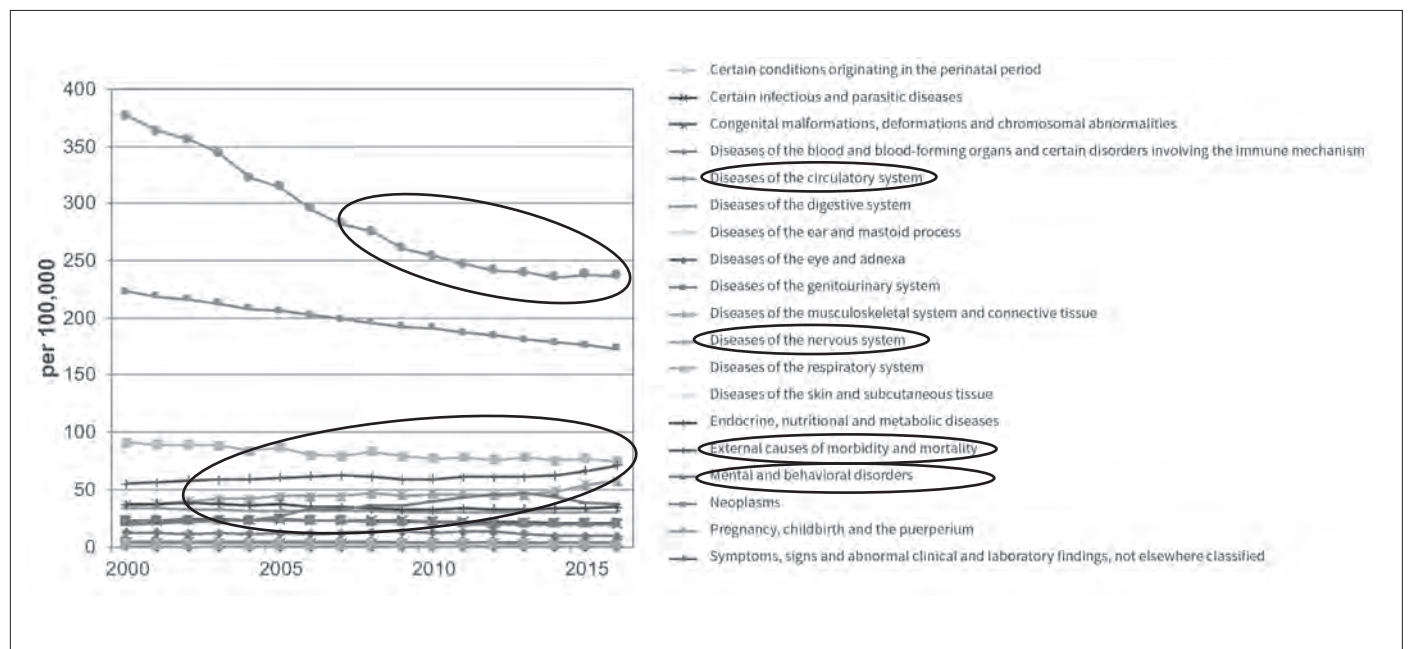 400
350
300
250
200
150
100
50
0
per 100,000
2000 2005 2010 2015
Certain conditions originating in the perinatal period
Certain infectious and parasitic diseases
Congenital malformations, deformations and chromosomal abnormalities
Diseases of the blood and blood-forming organs and certain disorders involving the immune mechanism
Diseases of the circulatory system
Diseases of the digestive system
Diseases of the ear and mastoid process
Diseases of the eye and adnexa
Diseases of the genitourinary system
Diseases of the musculoskeletal system and connective tissue
Diseases of the nervous system
Diseases of the respiratory system
Diseases of the skin and subcutaneous tissue
Endocrine, nutritional and metabolic diseases
External causes of morbidity and mortality
Mental and behavioral disorders
Neoplasms
Pregnancy, childbirth and the puerperium
Symptoms, signs and abnormal clinical and laboratory findings, not elsewhere classified